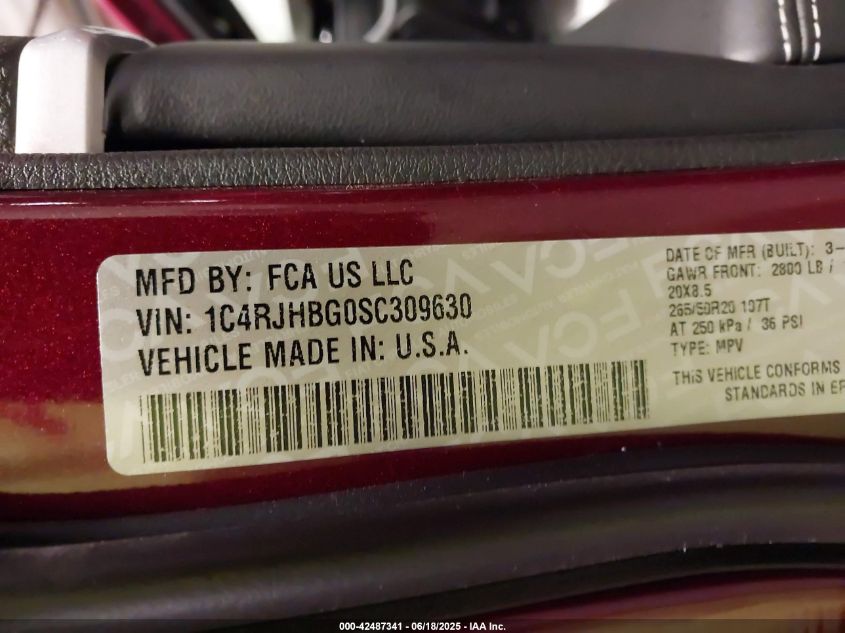 MFD BY: FCA US LLC
VIN: 1C4RJHBG0SC309630
VEHICLE MADE IN: U.S.A.
DATE OF MFR (BUILT): 3-
GAWR FRONT: 2800 LB /
20X8.5
265/50R20 107T
AT 250 kPa / 36 PSI
TYPE: MPV
THIS VEHICLE CONFORMS
STANDARDS IN EF
000-42487341 - 06/18/2025 - IAA Inc.